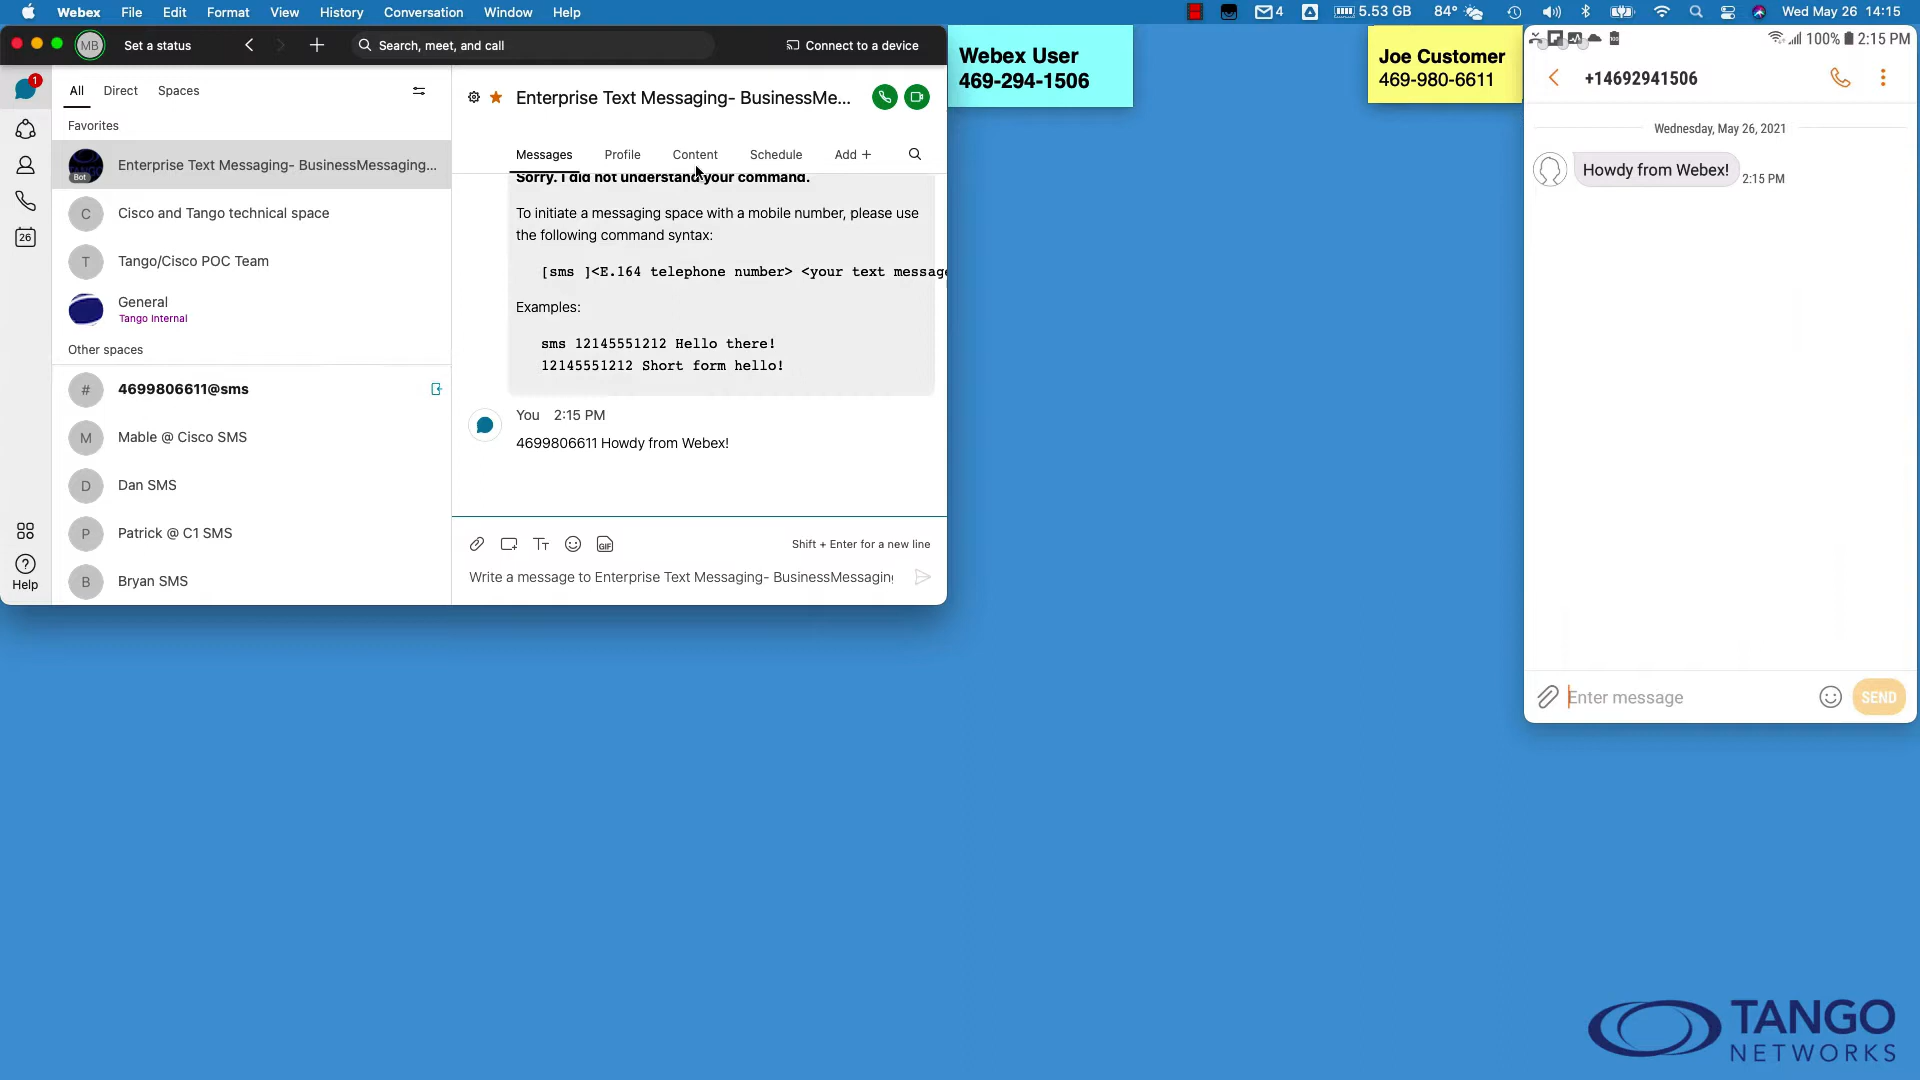 Webex File Edit Format View History Conversation Window Help
4 5.53 GB 84° Wed May 26 14:15
MB Set a status Search, meet, and call Connect to a device
1
26
Help
All Direct Spaces
Favorites
Bot
Enterprise Text Messaging- BusinessMessaging...
C Cisco and Tango technical space
T Tango/Cisco POC Team
General
Tango Internal
Other spaces
# 4699806611@sms
M Mable @ Cisco SMS
D Dan SMS
P Patrick @ C1 SMS
B Bryan SMS
Enterprise Text Messaging- BusinessMe...
Messages Profile Content Schedule Add +
Sorry. I did not understand your command.
To initiate a messaging space with a mobile number, please use
the following command syntax:
[sms ]<E.164 telephone number> <your text message
Examples:
sms 12145551212 Hello there!
12145551212 Short form hello!
You 2:15 PM
4699806611 Howdy from Webex!
Tт GIF Shift + Enter for a new line
Write a message to Enterprise Text Messaging- BusinessMessaging
Webex User
469-294-1506
Joe Customer
469-980-6611
100% 2:15 PM
+14692941506
Wednesday, May 26, 2021
Howdy from Webex! 2:15 PM
Enter message SEND
TANGO
NETWORKS